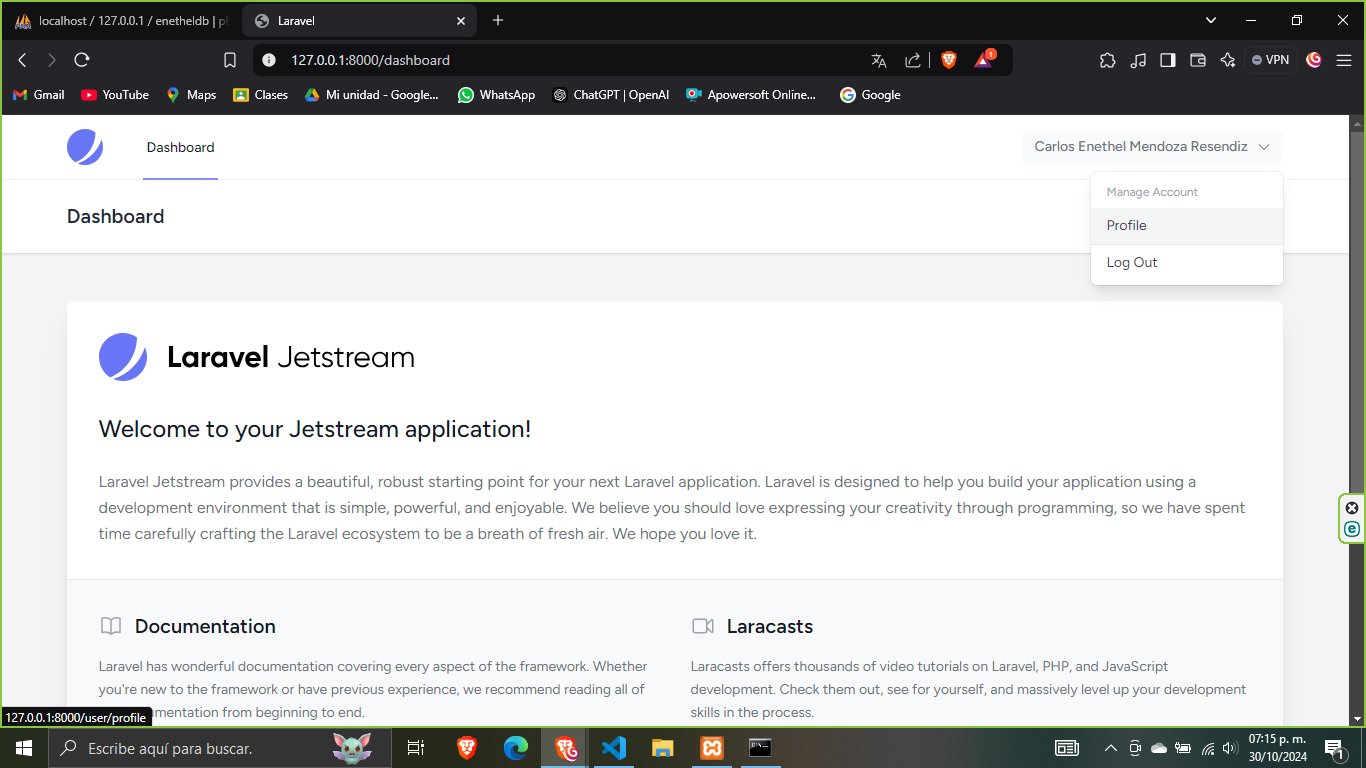 localhost / 127.0.0.1 / enetheldb | p
Laravel
127.0.0.1:8000/dashboard
1
VPN
Gmail
YouTube
Maps
Clases
Mi unidad - Google...
WhatsApp
ChatGPT | OpenAI
Apowersoft Online...
Google
Dashboard
Carlos Enethel Mendoza Resendiz
Manage Account
Profile
Log Out
Dashboard
Laravel Jetstream
Welcome to your Jetstream application!
Laravel Jetstream provides a beautiful, robust starting point for your next Laravel application. Laravel is designed to help you build your application using a
development environment that is simple, powerful, and enjoyable. We believe you should love expressing your creativity through programming, so we have spent
time carefully crafting the Laravel ecosystem to be a breath of fresh air. We hope you love it.
Documentation
Laravel has wonderful documentation covering every aspect of the framework. Whether
you're new to the framework or have previous experience, we recommend reading all of
umentation from beginning to end.
Laracasts
Laracasts offers thousands of video tutorials on Laravel, PHP, and JavaScript
development. Check them out, see for yourself, and massively level up your development
skills in the process.
127.0.0.1:8000/user/profile
Escribe aquí para buscar.
07:15 p. m.
30/10/2024
1